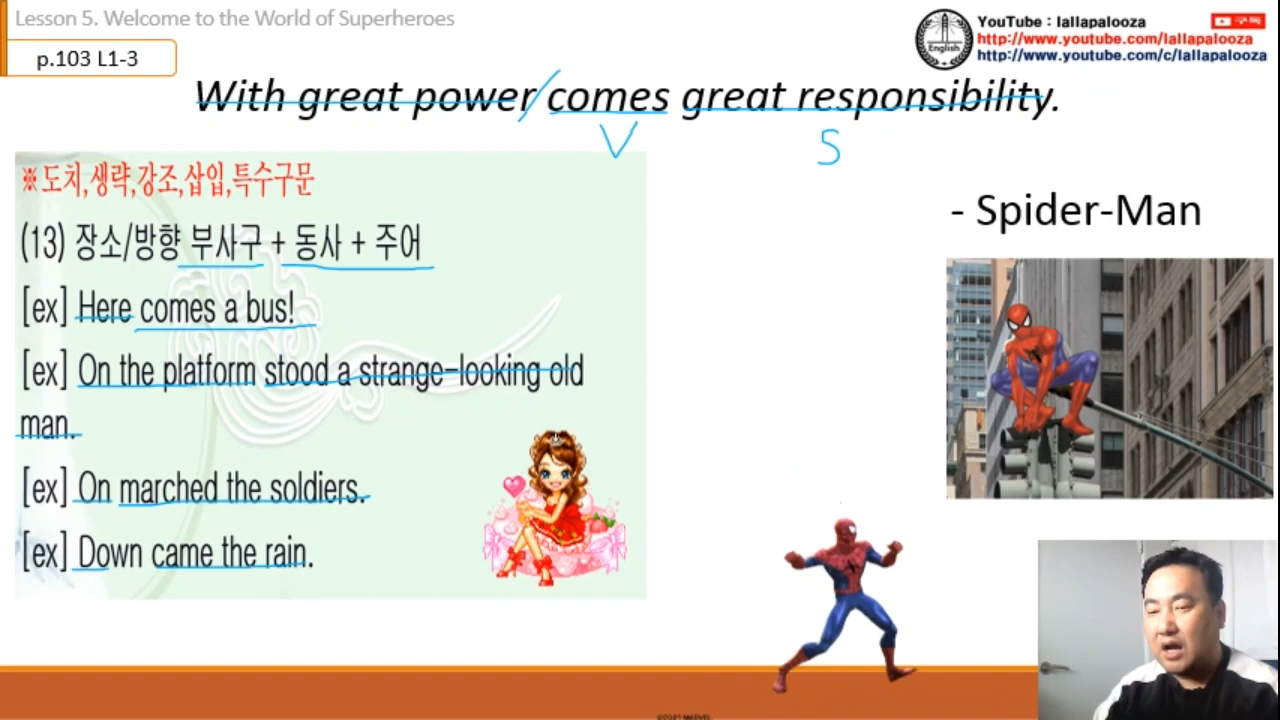 Lesson 5. Welcome to the World of Superheroes
YouTube : lallapalooza
구독
http://www.youtube.com/lallapalooza
http://www.youtube.com/c/lallapalooza
English
p.103 L1-3
With great power / comes great responsibility.
V S
※도치,생략,강조,삽입,특수구문
- Spider-Man
(13) 장소/방향 부사구 + 동사 + 주어
[ex] Here comes a bus!
[ex] On the platform stood a strange-looking old
man.
[ex] On marched the soldiers.
[ex] Down came the rain.
©2021 MARVEL